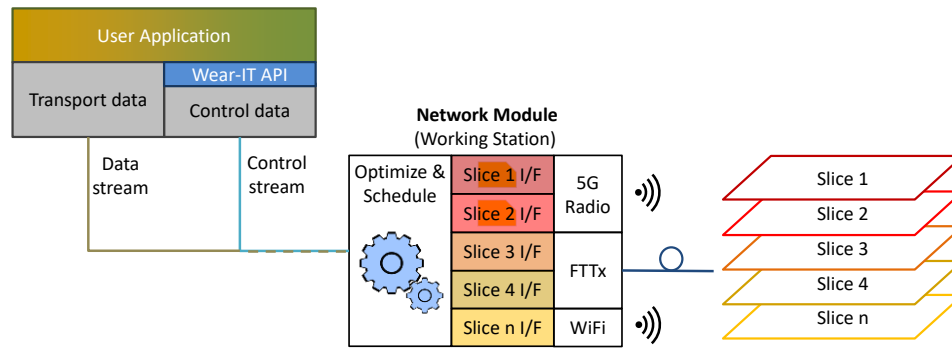 User Application
Transport data
Wear-IT API
Control data
Data
stream
Control
stream
Network Module
(Working Station)
Optimize &
Schedule
Slice 1 I/F
Slice 2 I/F
Slice 3 I/F
Slice 4 I/F
Slice n I/F
5G
Radio
FTTx
WiFi
Slice 1
Slice 2
Slice 3
Slice 4
Slice n